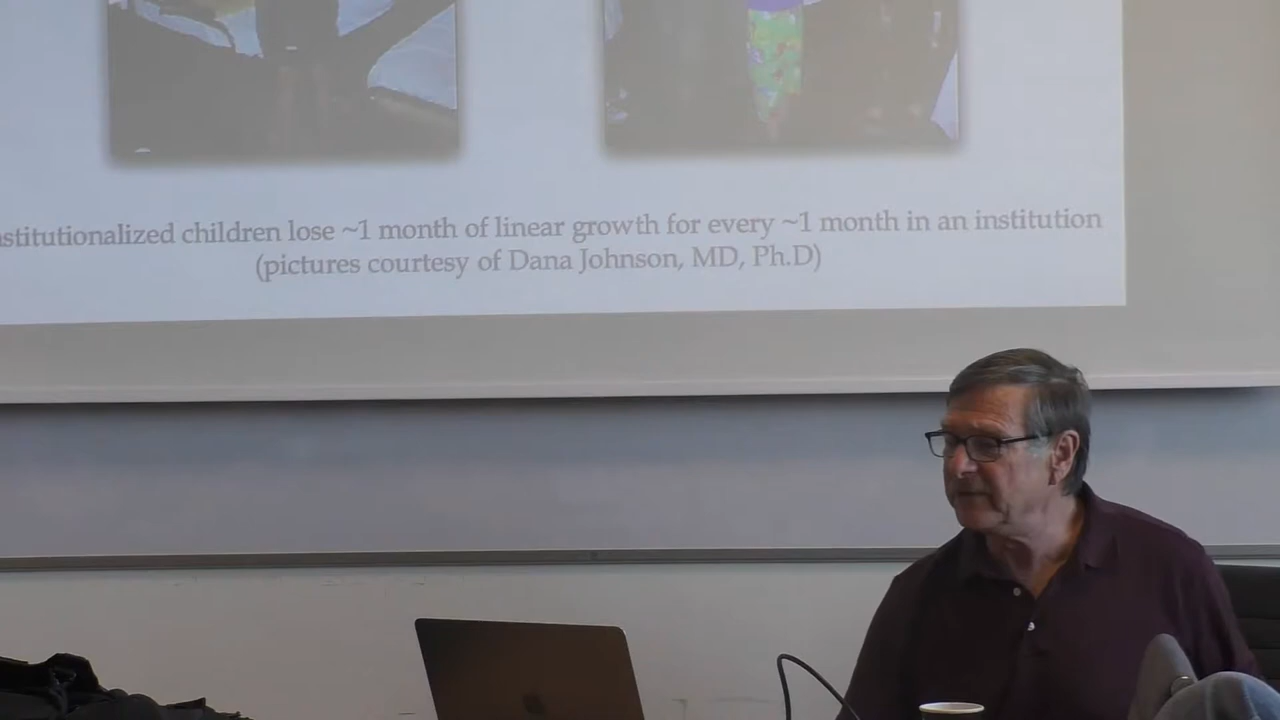 nstitutionalized children lose ~1 month of linear growth for every ~1 month in an institution
(pictures courtesy of Dana Johnson, MD, Ph.D)